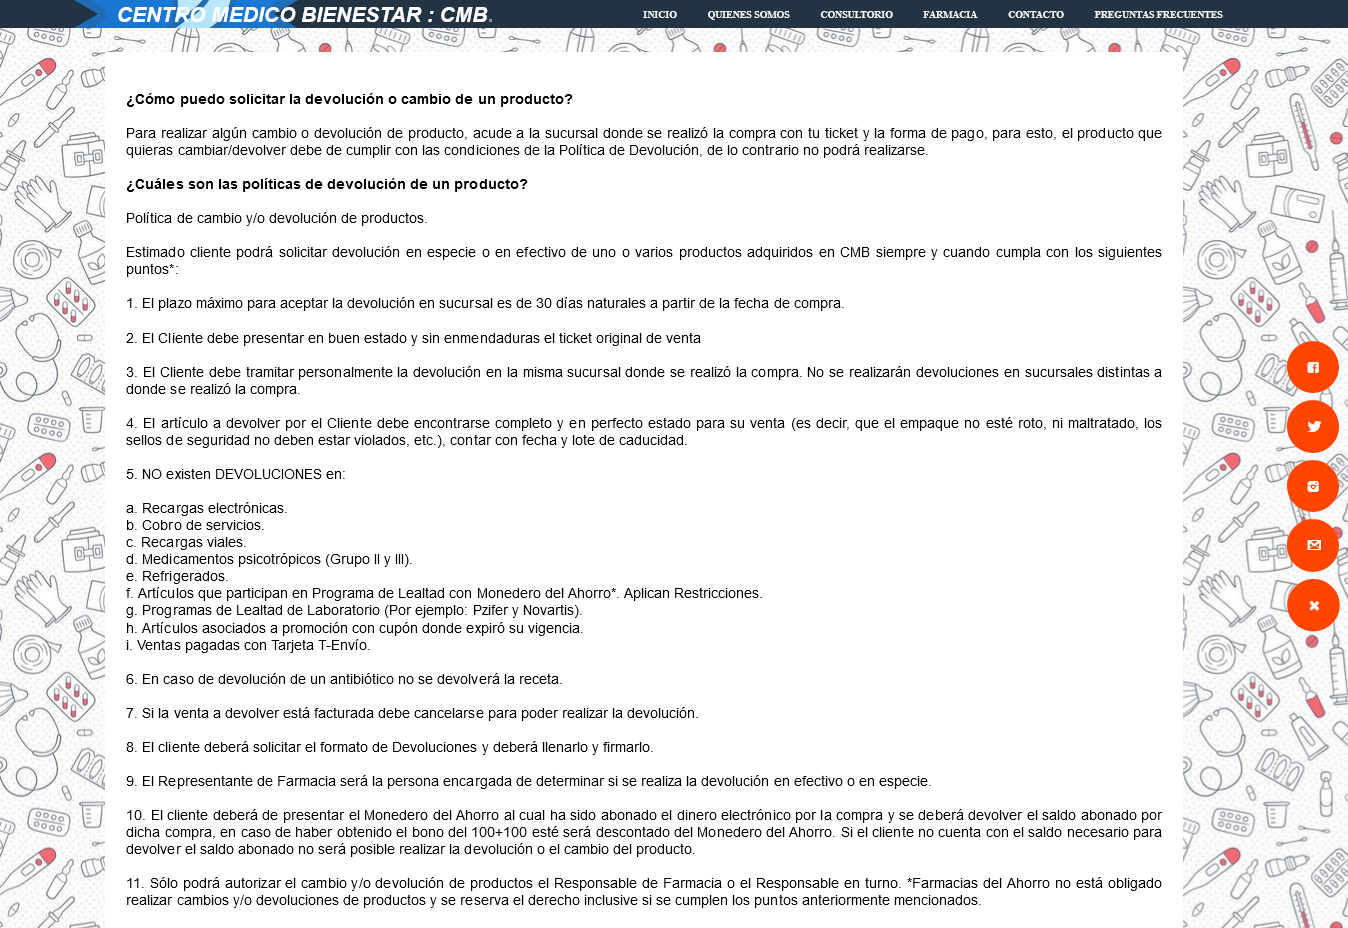 CENTRO MEDICO BIENESTAR : CMB.
INICIO
QUIENES SOMOS
CONSULTORIO
FARMACIA
CONTACTO
PREGUNTAS FRECUENTES
¿Cómo puedo solicitar la devolución o cambio de un producto?
Para realizar algún cambio o devolución de producto, acude a la sucursal donde se realizó la compra con tu ticket y la forma de pago, para esto, el producto que
quieras cambiar/devolver debe de cumplir con las condiciones de la Política de Devolución, de lo contrario no podrá realizarse.
¿Cuáles son las políticas de devolución de un producto?
Política de cambio y/o devolución de productos.
Estimado cliente podrá solicitar devolución en especie o en efectivo de uno o varios productos adquiridos en CMB siempre y cuando cumpla con los siguientes
puntos*:
1. El plazo máximo para aceptar la devolución en sucursal es de 30 días naturales a partir de la fecha de compra.
2. El Cliente debe presentar en buen estado y sin enmendaduras el ticket original de venta
3. El Cliente debe tramitar personalmente la devolución en la misma sucursal donde se realizó la compra. No se realizarán devoluciones en sucursales distintas a
donde se realizó la compra.
4. El artículo a devolver por el Cliente debe encontrarse completo y en perfecto estado para su venta (es decir, que el empaque no esté roto, ni maltratado, los
sellos de seguridad no deben estar violados, etc.), contar con fecha y lote de caducidad.
5. NO existen DEVOLUCIONES en:
a. Recargas electrónicas.
b. Cobro de servicios.
c. Recargas viales.
d. Medicamentos psicotrópicos (Grupo II y III).
e. Refrigerados.
f. Artículos que participan en Programa de Lealtad con Monedero del Ahorro*. Aplican Restricciones.
g. Programas de Lealtad de Laboratorio (Por ejemplo: Pzifer y Novartis).
h. Artículos asociados a promoción con cupón donde expiró su vigencia.
i. Ventas pagadas con Tarjeta T-Envío.
6. En caso de devolución de un antibiótico no se devolverá la receta.
7. Si la venta a devolver está facturada debe cancelarse para poder realizar la devolución.
8. El cliente deberá solicitar el formato de Devoluciones y deberá llenarlo y firmarlo.
9. El Representante de Farmacia será la persona encargada de determinar si se realiza la devolución en efectivo o en especie.
10. El cliente deberá de presentar el Monedero del Ahorro al cual ha sido abonado el dinero electrónico por la compra y se deberá devolver el saldo abonado por
dicha compra, en caso de haber obtenido el bono del 100+100 esté será descontado del Monedero del Ahorro. Si el cliente no cuenta con el saldo necesario para
devolver el saldo abonado no será posible realizar la devolución o el cambio del producto.
11. Sólo podrá autorizar el cambio y/o devolución de productos el Responsable de Farmacia o el Responsable en turno. *Farmacias del Ahorro no está obligado
realizar cambios y/o devoluciones de productos y se reserva el derecho inclusive si se cumplen los puntos anteriormente mencionados.